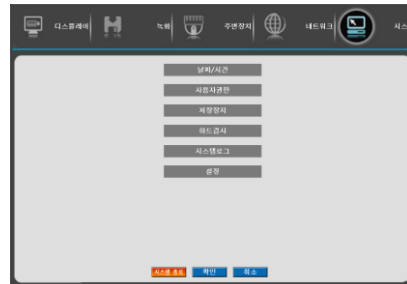 디스플레이 녹화 주변장치 네트워크 시스
날짜/시간
사용자권한
저장장치
하드검사
시스템로그
설정
시스템 종료 확인 취소